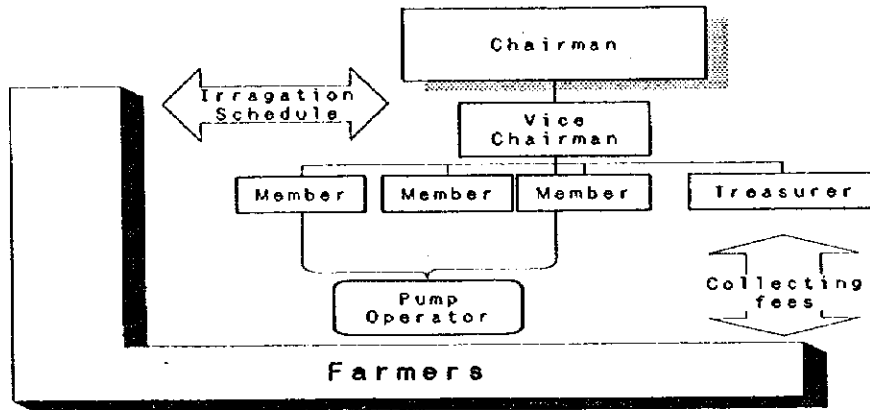 Chairman
Irragation
Schedule
Vice
Chairman
Member
Member
Member
Treasurer
Collecting
fees
Pump
Operator
Farmers